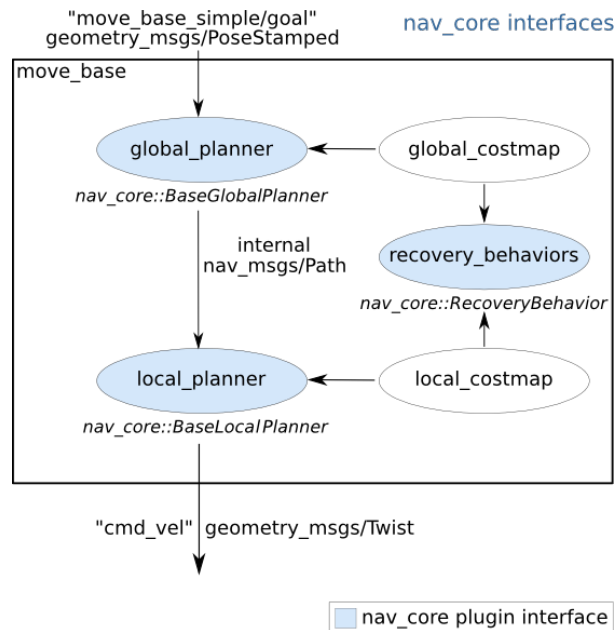 "move_base_simple/goal"
geometry_msgs/PoseStamped
nav_core interfaces
move_base
global_planner
global_costmap
nav_core::BaseGlobalPlanner
internal
nav_msgs/Path
recovery_behaviors
nav_core::RecoveryBehavior
local_planner
local_costmap
nav_core::BaseLocalPlanner
"cmd_vel" geometry_msgs/Twist
nav_core plugin interface